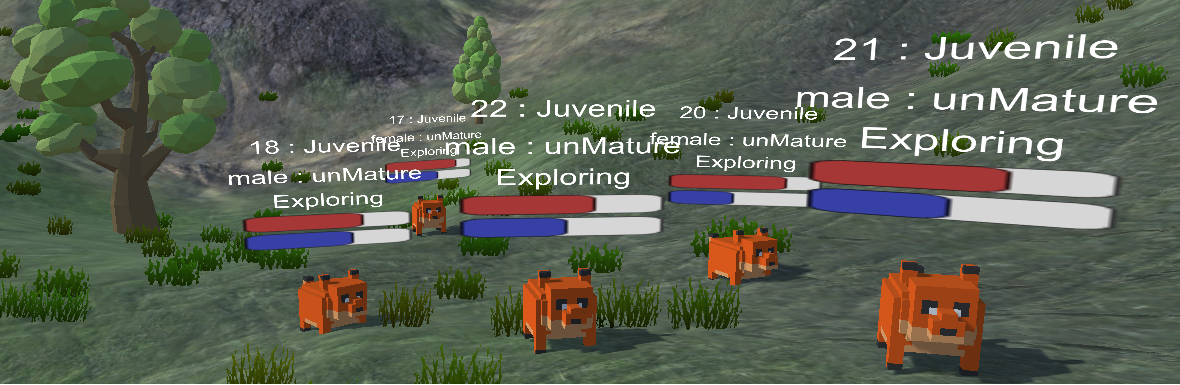 18 : Juvenile
male : unMature
Exploring
17 : Juvenile
female : unMature
Exploring
22 : Juvenile
male : unMature
Exploring
20 : Juvenile
female : unMature
Exploring
21 : Juvenile
male : unMature
Exploring